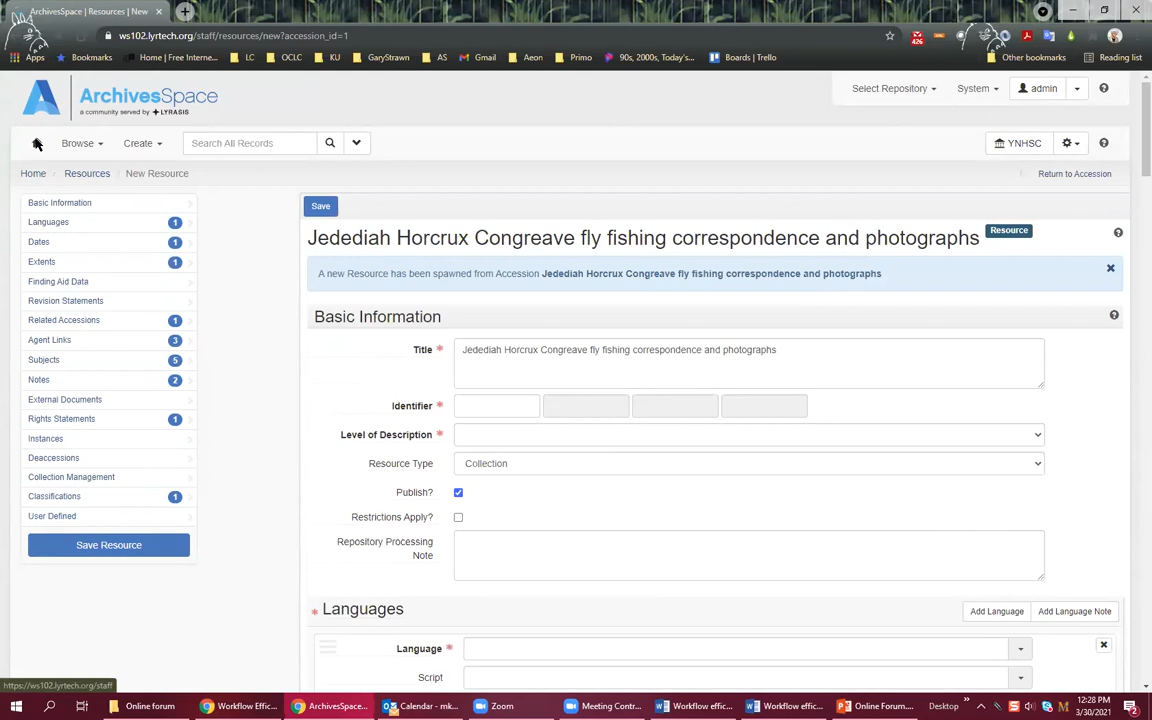 ArchivesSpace | Resources | New
ws102.lyrtech.org/staff/resources/new?accession_id=1
426
Apps Bookmarks Home | Free Interne... LC OCLC KU GaryStrawn AS Gmail Aeon Primo 90s, 2000s, Today's... Boards | Trello Other bookmarks Reading list
ArchivesSpace
a community served by LYRASIS
Select Repository System admin
Browse Create Search All Records YNHSC
Home / Resources / New Resource Return to Accession
Basic Information
Languages 1
Dates 1
Extents 1
Finding Aid Data
Revision Statements
Related Accessions 1
Agent Links 3
Subjects 5
Notes 2
External Documents
Rights Statements 1
Instances
Deaccessions
Collection Management
Classifications 1
User Defined
Save Resource
Save
Jedediah Horcrux Congreave fly fishing correspondence and photographs Resource
A new Resource has been spawned from Accession Jedediah Horcrux Congreave fly fishing correspondence and photographs
Basic Information
Title * Jedediah Horcrux Congreave fly fishing correspondence and photographs
Identifier *
Level of Description *
Resource Type Collection
Publish?
Restrictions Apply?
Repository Processing
Note
* Languages Add Language Add Language Note
Language *
Script
https://ws102.lyrtech.org/staff
Online forum Workflow Effic... ArchivesSpace... Calendar - mk... Zoom Meeting Contr... Workflow effic... Workflow effic... Online Forum.... Desktop » 12:28 PM
3/30/2021